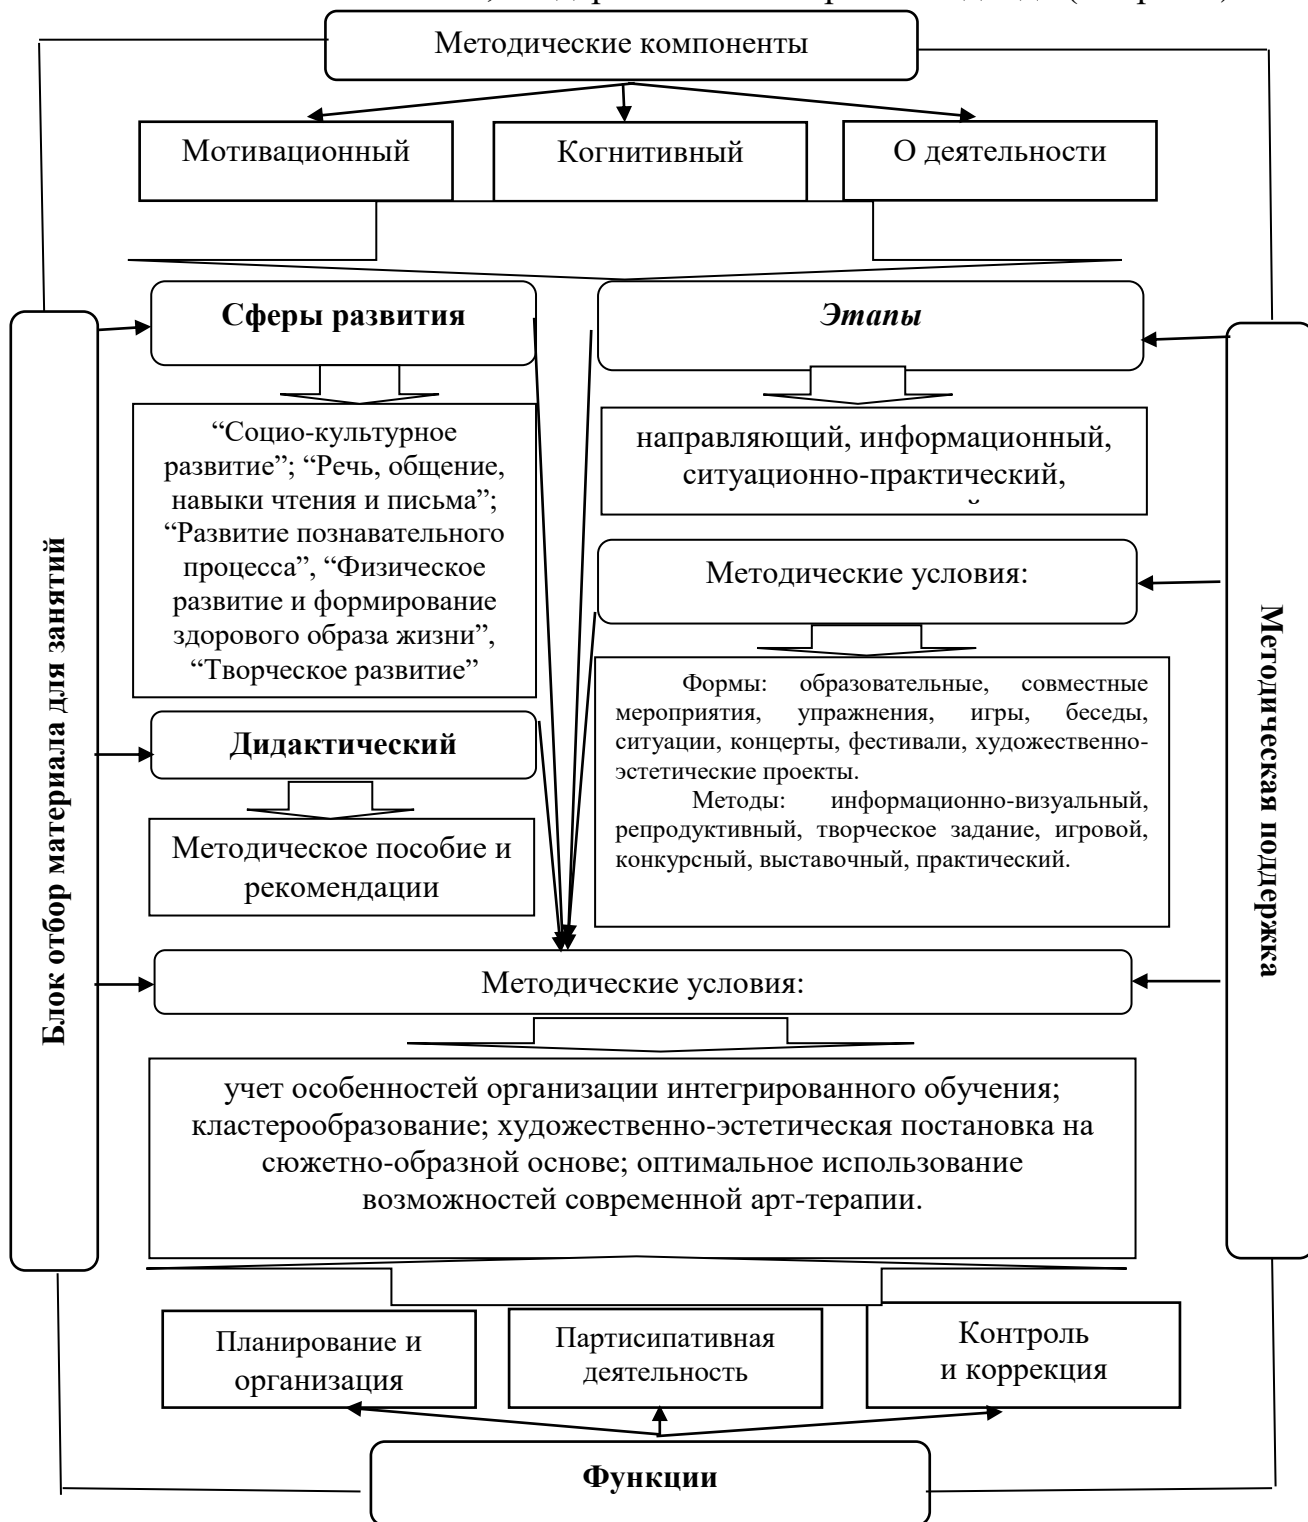 Методические компоненты
Мотивационный
Когнитивный
О деятельности
Сферы развития
Этапы
“Социо-культурное
развитие”; “Речь, общение,
навыки чтения и письма”;
“Развитие познавательного
процесса”, “Физическое
развитие и формирование
здорового образа жизни”,
“Творческое развитие”
направляющий, информационный,
ситуационно-практический,
Методические условия:
Формы: образовательные, совместные
мероприятия, упражнения, игры, беседы,
ситуации, концерты, фестивали, художественно-
эстетические проекты.
Методы: информационно-визуальный,
репродуктивный, творческое задание, игровой,
конкурсный, выставочный, практический.
Дидактический
Методическое пособие и
рекомендации
Блок отбор материала для занятий
Методическая поддержка
Методические условия:
учет особенностей организации интегрированного обучения;
кластерообразование; художественно-эстетическая постановка на
сюжетно-образной основе; оптимальное использование
возможностей современной арт-терапии.
Планирование и
организация
Партисипативная
деятельность
Контроль
и коррекция
Функции